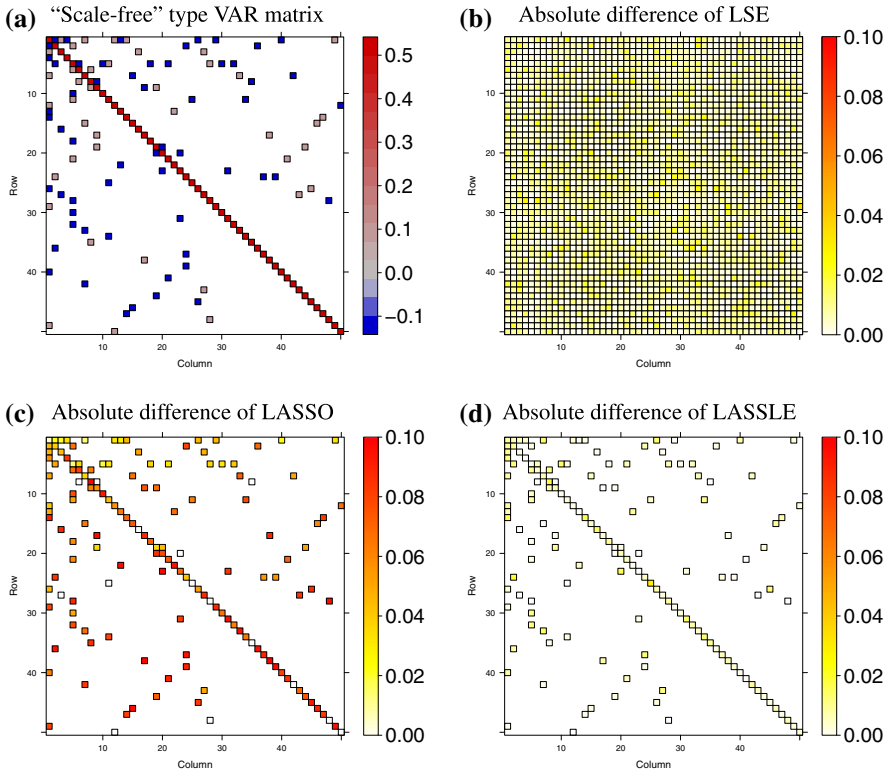 (a) “Scale-free” type VAR matrix
0.5
0.4
0.3
0.2
0.1
0.0
−0.1
Row
10
20
30
40
10 20 30 40
Column
(b) Absolute difference of LSE
0.10
0.08
0.06
0.04
0.02
0.00
Row
10
20
30
40
10 20 30 40
Column
(c) Absolute difference of LASSO
0.10
0.08
0.06
0.04
0.02
0.00
Row
10
20
30
40
10 20 30 40
Column
(d) Absolute difference of LASSLE
0.10
0.08
0.06
0.04
0.02
0.00
Row
10
20
30
40
10 20 30 40
Column